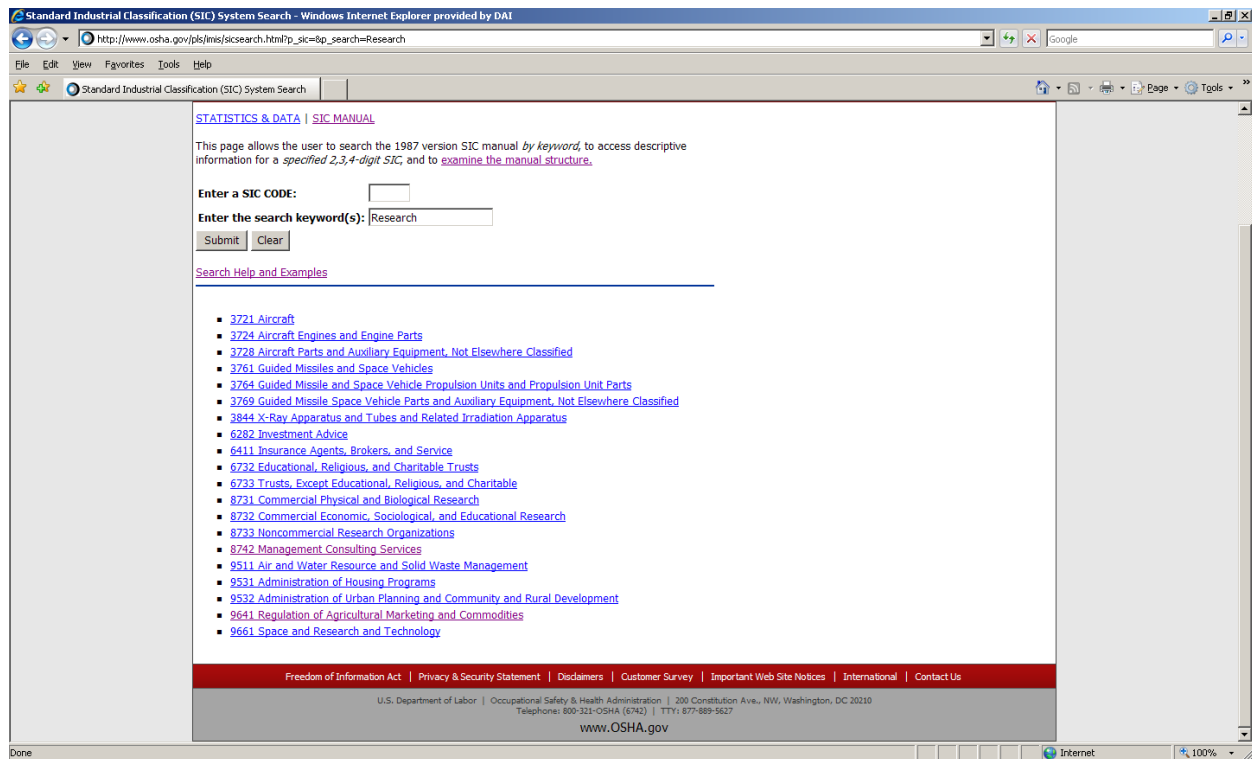 Standard Industrial Classification (SIC) System Search - Windows Internet Explorer provided by DAI
http://www.osha.gov/pls/imis/sicsearch.html?p_sic=&p_search=Research
Google
File Edit View Favorites Tools Help
Standard Industrial Classification (SIC) System Search
Page Tools
STATISTICS & DATA | SIC MANUAL
This page allows the user to search the 1987 version SIC manual by keyword, to access descriptive
information for a specified 2,3,4-digit SIC, and to examine the manual structure.
Enter a SIC CODE:
Enter the search keyword(s): Research
Submit Clear
Search Help and Examples
3721 Aircraft
3724 Aircraft Engines and Engine Parts
3728 Aircraft Parts and Auxiliary Equipment, Not Elsewhere Classified
3761 Guided Missiles and Space Vehicles
3764 Guided Missile and Space Vehicle Propulsion Units and Propulsion Unit Parts
3769 Guided Missile Space Vehicle Parts and Auxiliary Equipment, Not Elsewhere Classified
3844 X-Ray Apparatus and Tubes and Related Irradiation Apparatus
6282 Investment Advice
6411 Insurance Agents, Brokers, and Service
6732 Educational, Religious, and Charitable Trusts
6733 Trusts, Except Educational, Religious, and Charitable
8731 Commercial Physical and Biological Research
8732 Commercial Economic, Sociological, and Educational Research
8733 Noncommercial Research Organizations
8742 Management Consulting Services
9511 Air and Water Resource and Solid Waste Management
9531 Administration of Housing Programs
9532 Administration of Urban Planning and Community and Rural Development
9641 Regulation of Agricultural Marketing and Commodities
9661 Space and Research and Technology
Freedom of Information Act | Privacy & Security Statement | Disclaimers | Customer Survey | Important Web Site Notices | International | Contact Us
U.S. Department of Labor | Occupational Safety & Health Administration | 200 Constitution Ave., NW, Washington, DC 20210
Telephone: 800-321-OSHA (6742) | TTY: 877-889-5627
www.OSHA.gov
Done
Internet
100%